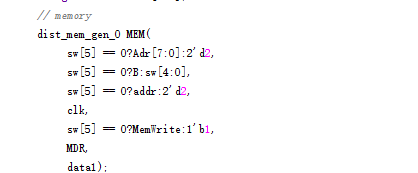 // memory
dist_mem_gen_0 MEM(
sw[5] == 0?Adr[7:0]:2'd2,
sw[5] == 0?B:sw[4:0],
sw[5] == 0?addr:2'd2,
clk,
sw[5] == 0?MemWrite:1'b1,
MDR,
data1);